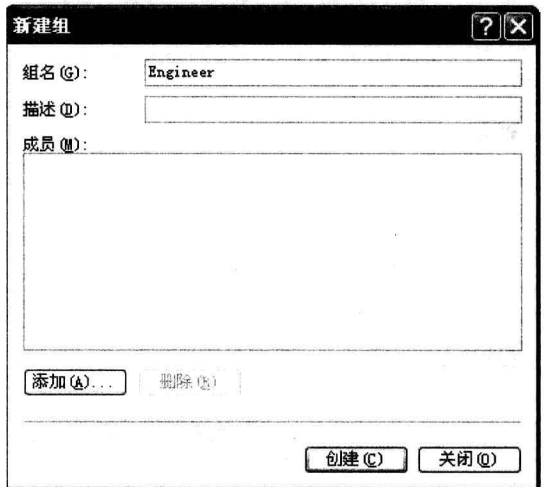 新建组
组名(G): Engineer
描述(D):
成员(M):
添加(A)... 删除(R)
创建(C) 关闭(O)